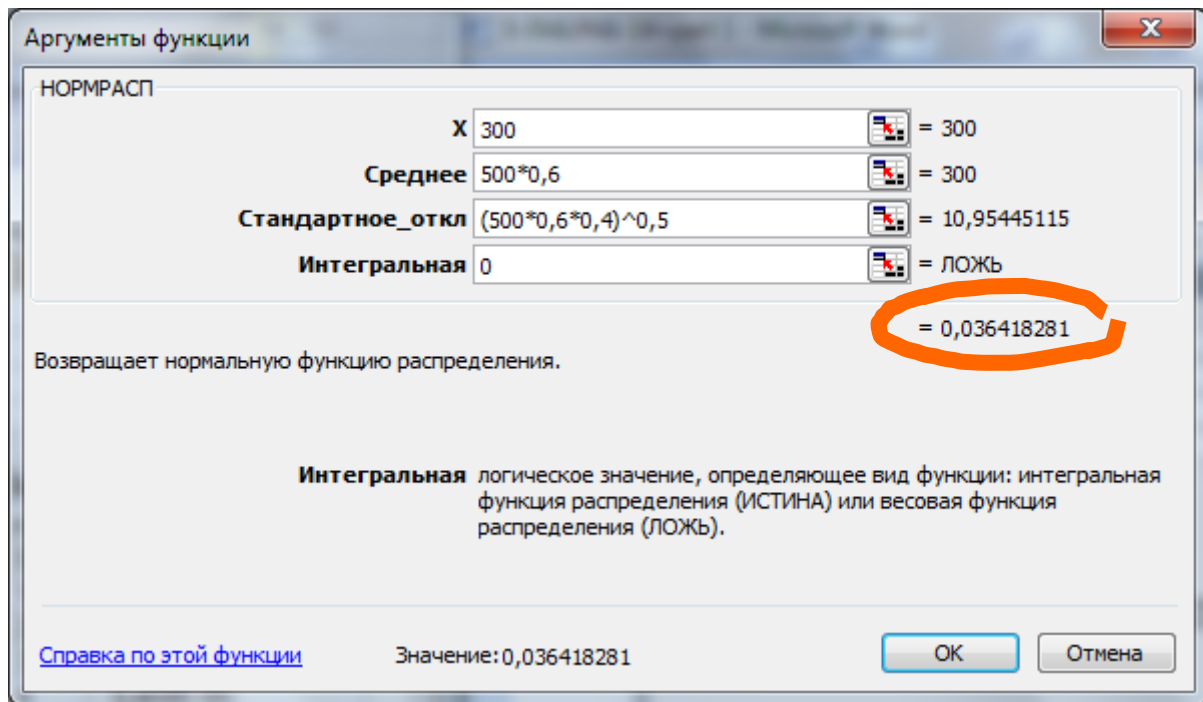 Аргументы функции
НОРМРАСП
X 300 = 300
Среднее 500*0,6 = 300
Стандартное_откл (500*0,6*0,4)^0,5 = 10,95445115
Интегральная 0 = ЛОЖЬ
= 0,036418281
Возвращает нормальную функцию распределения.
Интегральная логическое значение, определяющее вид функции: интегральная
функция распределения (ИСТИНА) или весовая функция
распределения (ЛОЖЬ).
Справка по этой функции Значение:0,036418281 ОК Отмена